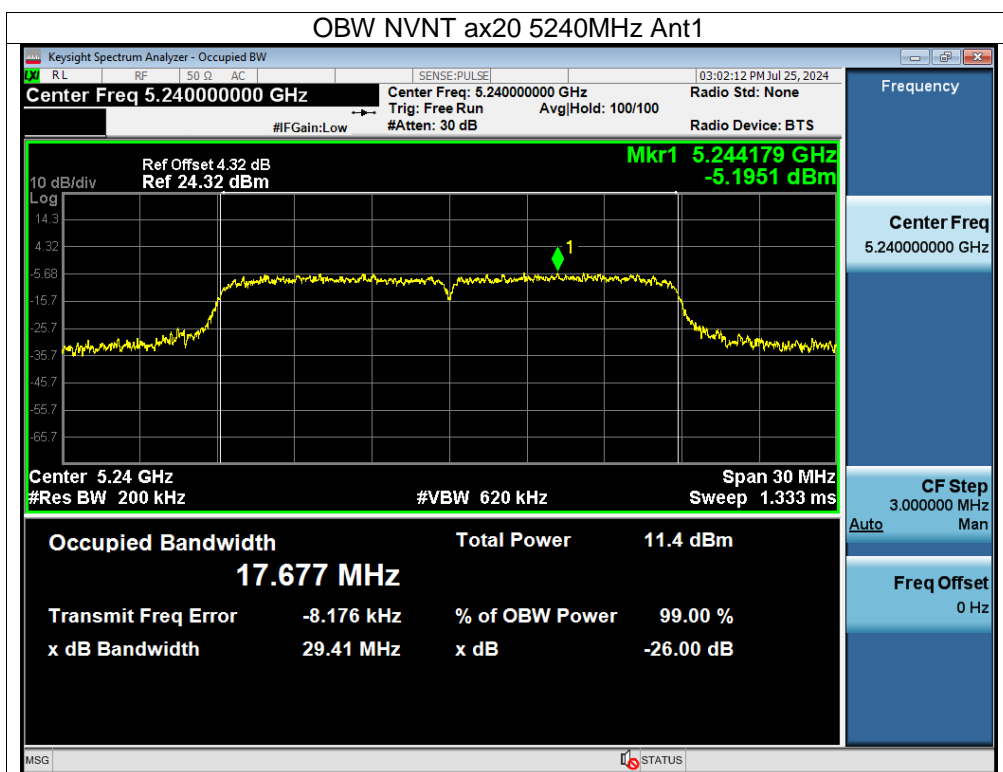 OBW NVNT ax20 5240MHz Ant1
Keysight Spectrum Analyzer - Occupied BW
LXI RL RF 50 Ω AC SENSE:PULSE 03:02:12 PM Jul 25, 2024
Center Freq 5.240000000 GHz Center Freq: 5.240000000 GHz Radio Std: None
Trig: Free Run Avg|Hold: 100/100
#IFGain:Low #Atten: 30 dB Radio Device: BTS
Frequency
Mkr1 5.244179 GHz
Ref Offset 4.32 dB
10 dB/div Ref 24.32 dBm -5.1951 dBm
Log
14.3
4.32
1
-5.68
-15.7
-25.7
-35.7
-45.7
-55.7
-65.7
Center 5.24 GHz Span 30 MHz
#Res BW 200 kHz #VBW 620 kHz Sweep 1.333 ms
Center Freq
5.240000000 GHz
CF Step
3.000000 MHz
Auto Man
Freq Offset
0 Hz
Occupied Bandwidth Total Power 11.4 dBm
17.677 MHz
Transmit Freq Error -8.176 kHz % of OBW Power 99.00 %
x dB Bandwidth 29.41 MHz x dB -26.00 dB
MSG STATUS